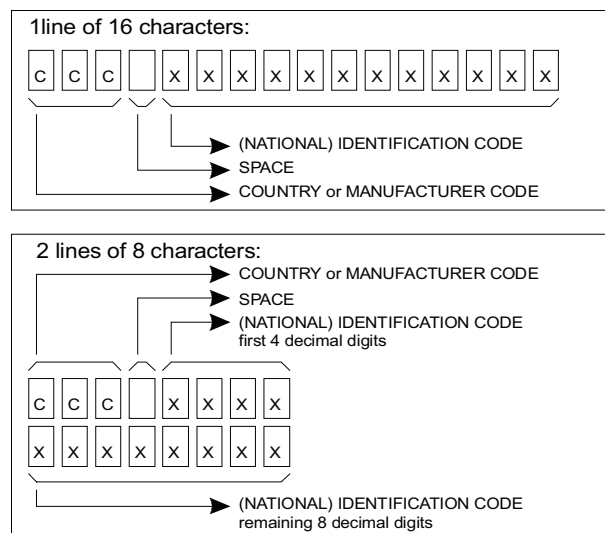 1line of 16 characters:
C C C X X X X X X X X X X X X
(NATIONAL) IDENTIFICATION CODE
SPACE
COUNTRY or MANUFACTURER CODE
2 lines of 8 characters:
COUNTRY or MANUFACTURER CODE
SPACE
(NATIONAL) IDENTIFICATION CODE
first 4 decimal digits
C C C X X X X
X X X X X X X X
(NATIONAL) IDENTIFICATION CODE
remaining 8 decimal digits